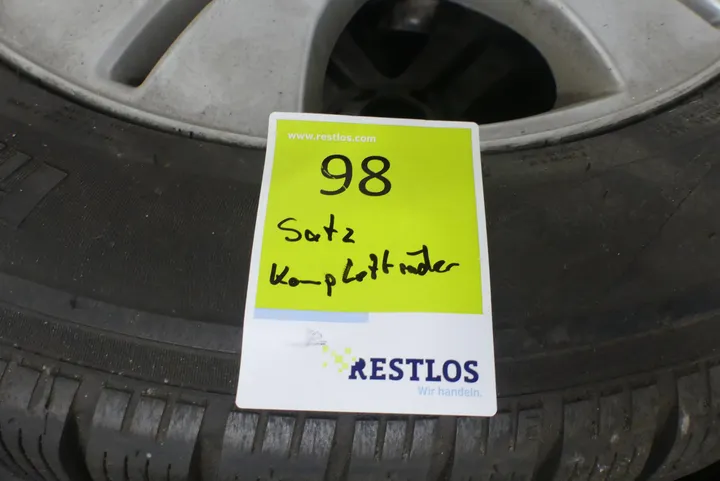 www.restlos.com
98
Satz
Kompletträder
RESTLOS
Wir handeln.